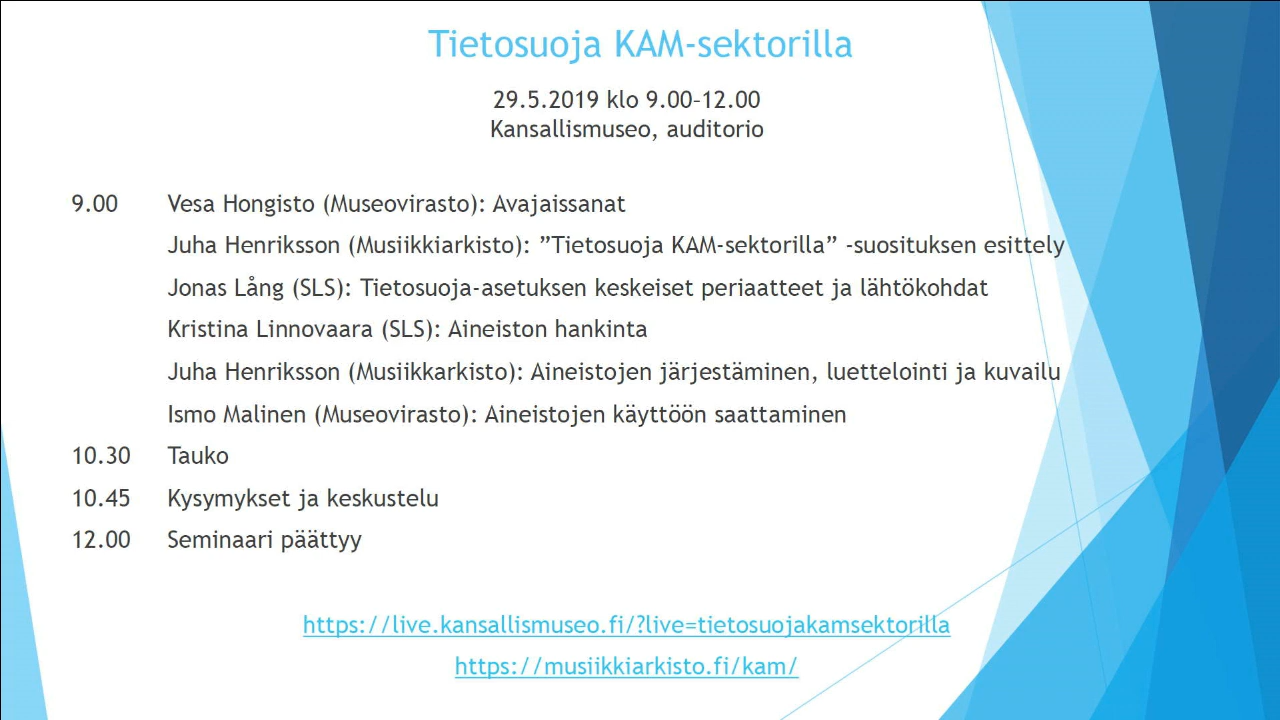 Tietosuoja KAM-sektorilla
29.5.2019 klo 9.00-12.00
Kansallismuseo, auditorio
9.00 Vesa Hongisto (Museovirasto): Avajaissanat
Juha Henriksson (Musiikkiarkisto): ”Tietosuoja KAM-sektorilla” -suosituksen esittely
Jonas Lång (SLS): Tietosuoja-asetuksen keskeiset periaatteet ja lähtökohdat
Kristina Linnovaara (SLS): Aineiston hankinta
Juha Henriksson (Musiikkarkisto): Aineistojen järjestäminen, luettelointi ja kuvailu
Ismo Malinen (Museovirasto): Aineistojen käyttöön saattaminen
10.30 Tauko
10.45 Kysymykset ja keskustelu
12.00 Seminaari päättyy
https://live.kansallismuseo.fi/?live=tietosuojakamsektorilla
https://musiikkiarkisto.fi/kam/